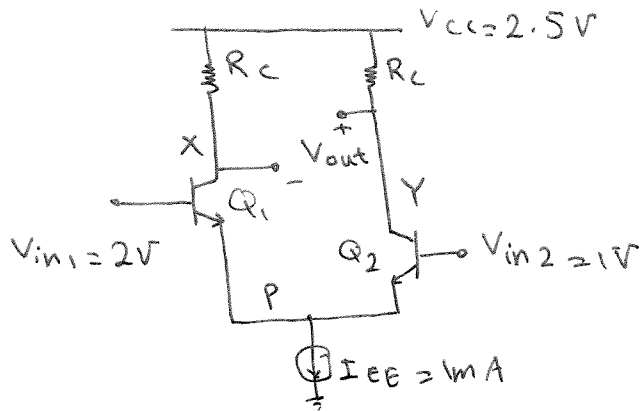 Vcc=2.5V
Rc
Rc
X
+
Vout
-
Y
Q1
Vin1=2V
Q2
Vin2=1V
P
IEE=1mA